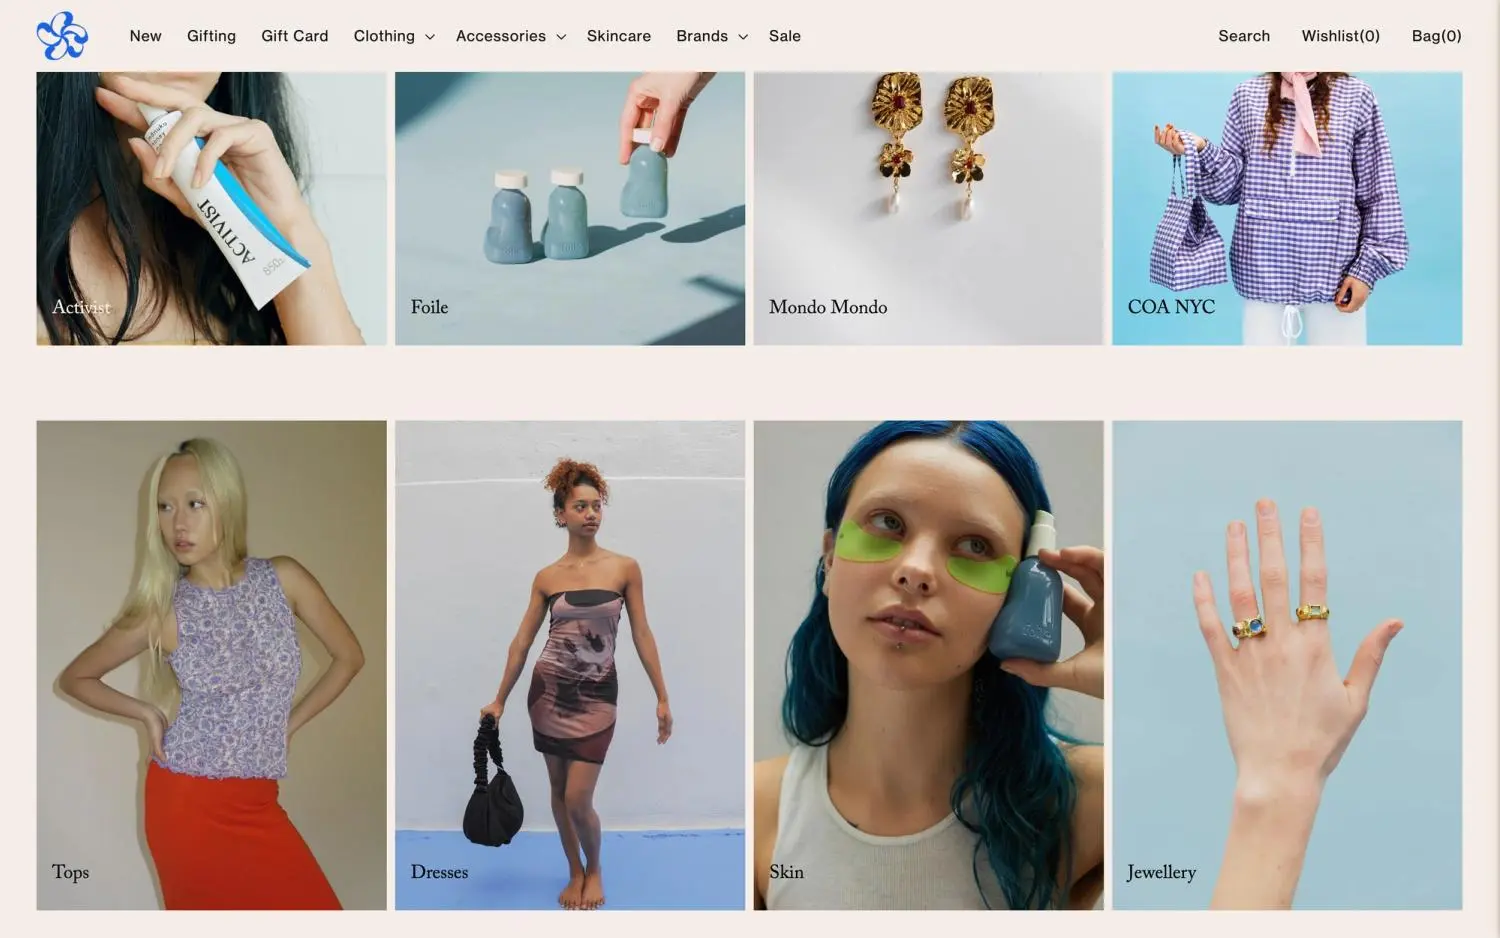 New Gifting Gift Card Clothing Accessories Skincare Brands Sale Search Wishlist(0) Bag(0)
ACTIVIST
Activist
Foile
Mondo Mondo
COA NYC
Tops
Dresses
Skin
Jewellery